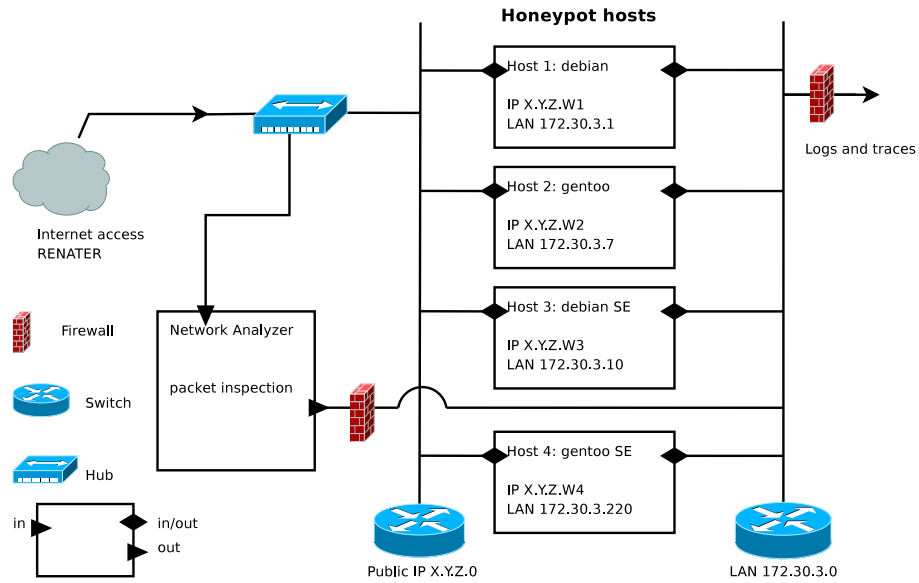 Honeypot hosts
Host 1: debian
IP X.Y.Z.W1
LAN 172.30.3.1
Logs and traces
Host 2: gentoo
IP X.Y.Z.W2
LAN 172.30.3.7
Internet access
RENATER
Host 3: debian SE
IP X.Y.Z.W3
LAN 172.30.3.10
Network Analyzer
packet inspection
Firewall
Switch
Hub
in
in/out
out
Host 4: gentoo SE
IP X.Y.Z.W4
LAN 172.30.3.220
Public IP X.Y.Z.0
LAN 172.30.3.0